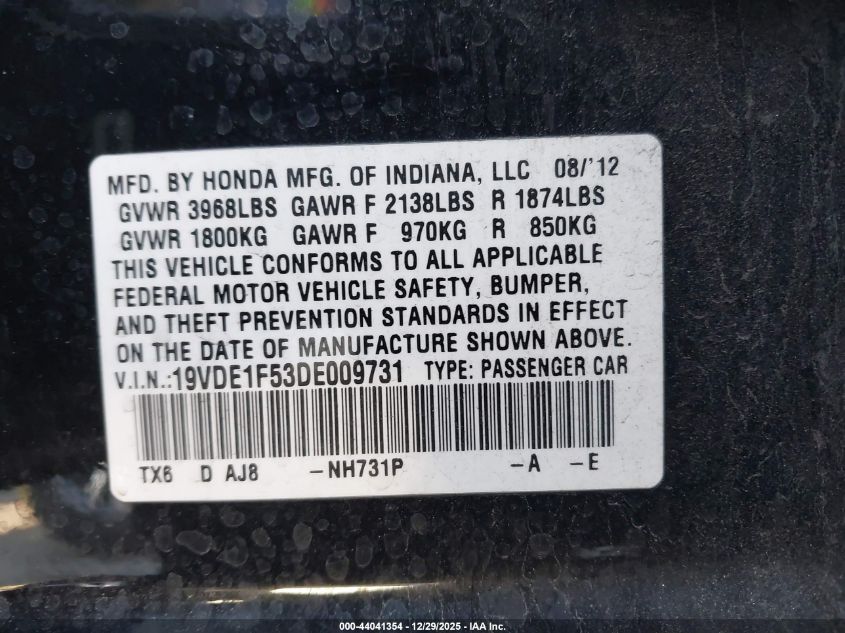 MFD. BY HONDA MFG. OF INDIANA, LLC 08/'12
GVWR 3968LBS GAWR F 2138LBS R 1874LBS
GVWR 1800KG GAWR F 970KG R 850KG
THIS VEHICLE CONFORMS TO ALL APPLICABLE
FEDERAL MOTOR VEHICLE SAFETY, BUMPER,
AND THEFT PREVENTION STANDARDS IN EFFECT
ON THE DATE OF MANUFACTURE SHOWN ABOVE.
V.I.N.:19VDE1F53DE009731 TYPE: PASSENGER CAR
TX6 D AJ8 -NH731P -A -E
000-44041354 - 12/29/2025 - IAA Inc.